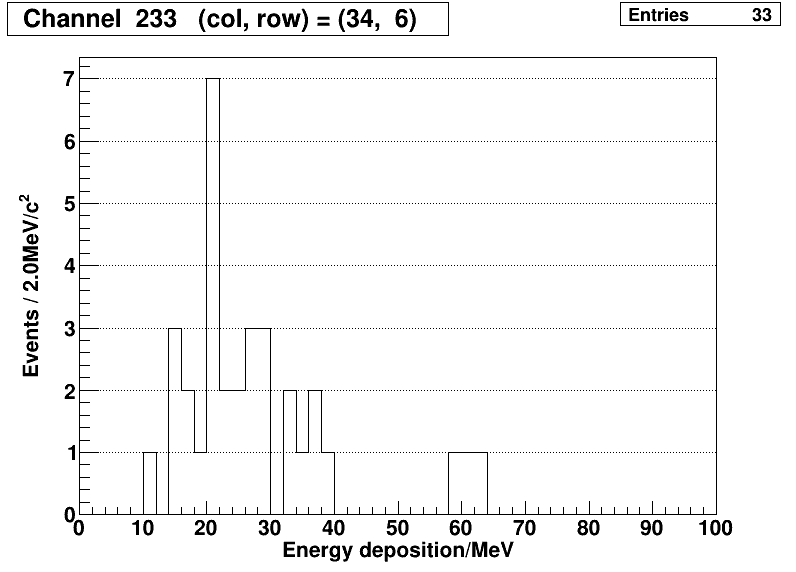 Channel 233 (col, row) = (34, 6)
Entries 33
Events / 2.0MeV/c²
7
6
5
4
3
2
1
0
0 10 20 30 40 50 60 70 80 90 100
Energy deposition/MeV